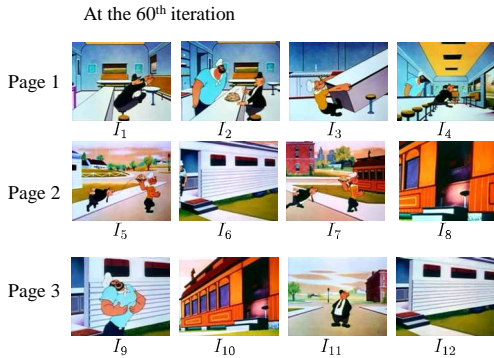 At the 60th iteration
Page 1
I1 I2 I3 I4
Page 2
I5 I6 I7 I8
Page 3
I9 I10 I11 I12